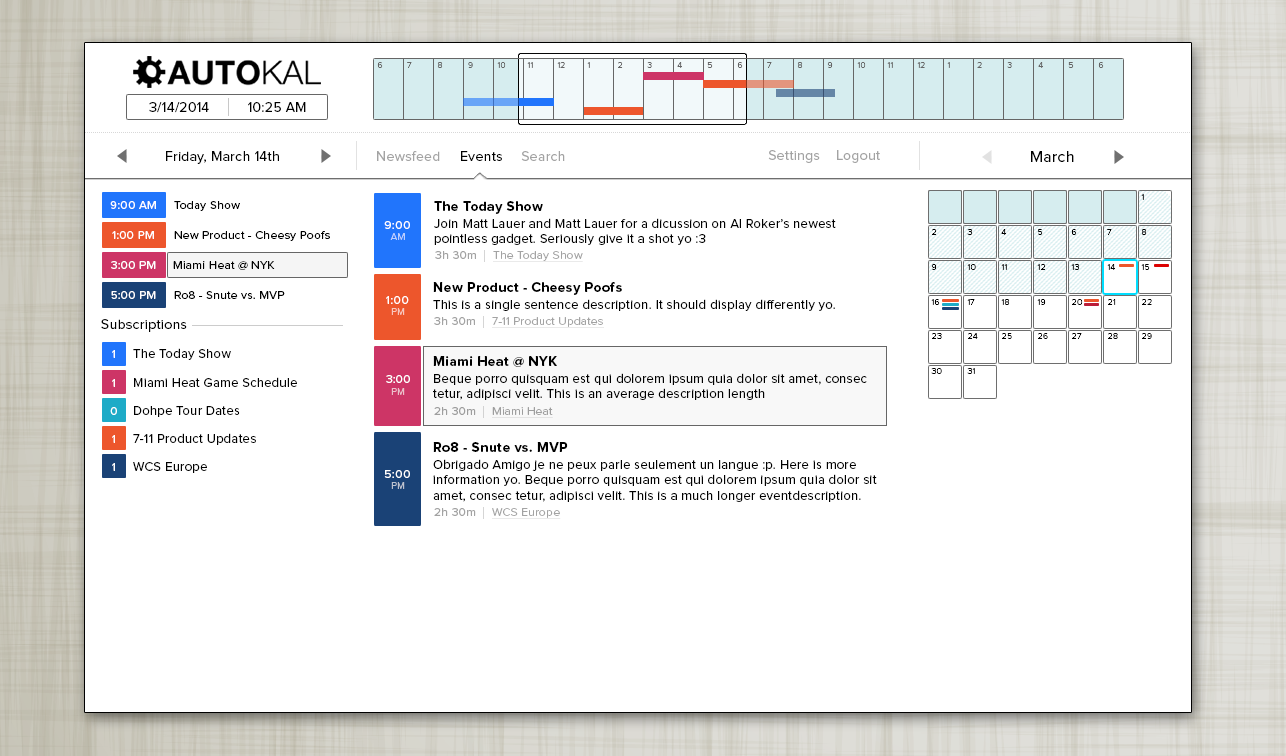 AUTOKAL
3/14/2014 10:25 AM
6 7 8 9 10 11 12 1 2 3 4 5 6 7 8 9 10 11 12 1 2 3 4 5 6
Friday, March 14th
Newsfeed Events Search Settings Logout
March
9:00 AM Today Show
1:00 PM New Product - Cheesy Poofs
3:00 PM Miami Heat @ NYK
5:00 PM Ro8 - Snute vs. MVP
Subscriptions
1 The Today Show
1 Miami Heat Game Schedule
0 Dohpe Tour Dates
1 7-11 Product Updates
1 WCS Europe
9:00
AM
The Today Show
Join Matt Lauer and Matt Lauer for a dicussion on Al Roker's newest
pointless gadget. Seriously give it a shot yo :3
3h 30m | The Today Show
1:00
PM
New Product - Cheesy Poofs
This is a single sentence description. It should display differently yo.
3h 30m | 7-11 Product Updates
3:00
PM
Miami Heat @ NYK
Beque porro quisquam est qui dolorem ipsum quia dolor sit amet, consec
tetur, adipisci velit. This is an average description length
2h 30m | Miami Heat
5:00
PM
Ro8 - Snute vs. MVP
Obrigado Amigo je ne peux parle seulement un langue :p. Here is more
information yo. Beque porro quisquam est qui dolorem ipsum quia dolor sit
amet, consec tetur, adipisci velit. This is a much longer eventdescription.
2h 30m | WCS Europe
1
2 3 4 5 6 7 8
9 10 11 12 13 14 15
16 17 18 19 20 21 22
23 24 25 26 27 28 29
30 31